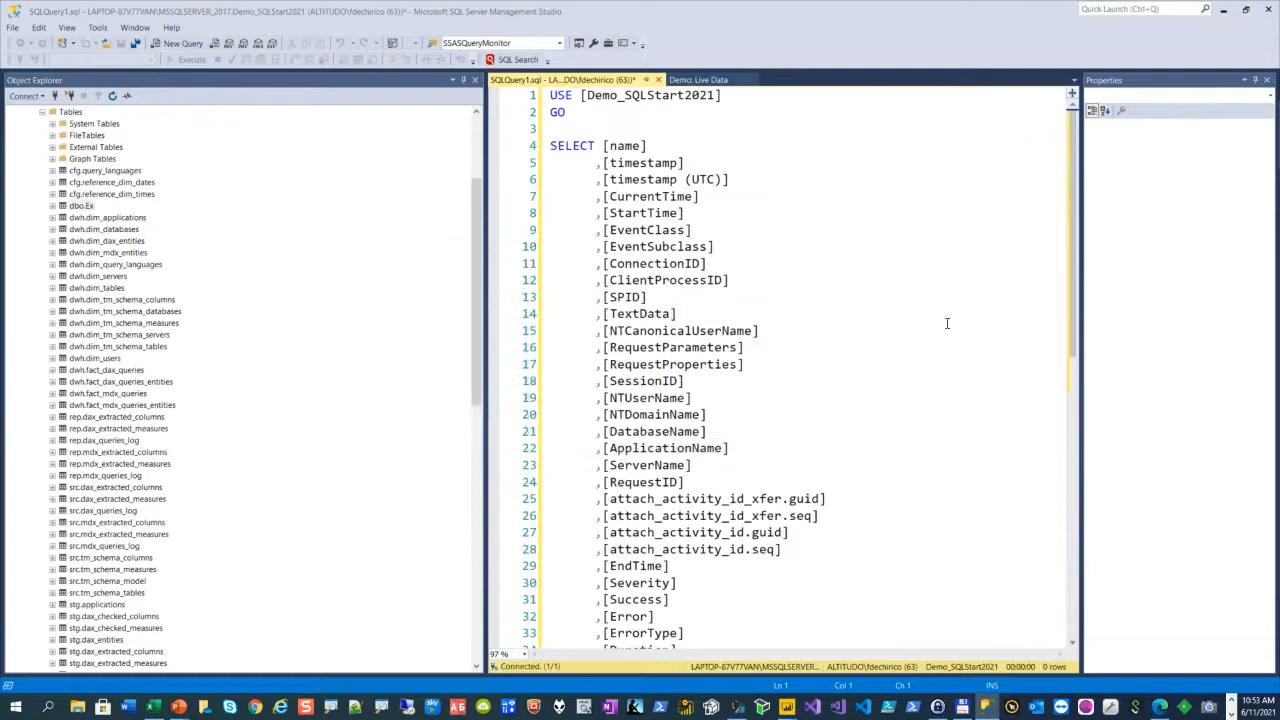 SQLQuery1.sql - LAPTOP-87V77VAN\MSSQLSERVER_2017.Demo_SQLStart2021 (ALTITUDO\fdechirico (63))* - Microsoft SQL Server Management Studio
Quick Launch (Ctrl+Q)
File Edit View Tools Window Help
New Query
SSASQueryMonitor
Execute
SQL Search
Object Explorer
SQLQuery1.sql - LA...DO\fdechirico (63))*
Demo: Live Data
Properties
Connect
Tables
System Tables
FileTables
External Tables
Graph Tables
cfg.query_languages
cfg.reference_dim_dates
cfg.reference_dim_times
dbo.Ex
dwh.dim_applications
dwh.dim_databases
dwh.dim_dax_entities
dwh.dim_mdx_entities
dwh.dim_query_languages
dwh.dim_servers
dwh.dim_tables
dwh.dim_tm_schema_columns
dwh.dim_tm_schema_databases
dwh.dim_tm_schema_measures
dwh.dim_tm_schema_servers
dwh.dim_tm_schema_tables
dwh.dim_users
dwh.fact_dax_queries
dwh.fact_dax_queries_entities
dwh.fact_mdx_queries
dwh.fact_mdx_queries_entities
rep.dax_extracted_columns
rep.dax_extracted_measures
rep.dax_queries_log
rep.mdx_extracted_columns
rep.mdx_extracted_measures
rep.mdx_queries_log
src.dax_extracted_columns
src.dax_extracted_measures
src.dax_queries_log
src.mdx_extracted_columns
src.mdx_extracted_measures
src.mdx_queries_log
src.tm_schema_columns
src.tm_schema_measures
src.tm_schema_model
src.tm_schema_tables
stg.applications
stg.dax_checked_columns
stg.dax_checked_measures
stg.dax_entities
stg.dax_extracted_columns
stg.dax_extracted_measures
1 USE [Demo_SQLStart2021]
2 GO
3
4 SELECT [name]
5 ,[timestamp]
6 ,[timestamp (UTC)]
7 ,[CurrentTime]
8 ,[StartTime]
9 ,[EventClass]
10 ,[EventSubclass]
11 ,[ConnectionID]
12 ,[ClientProcessID]
13 ,[SPID]
14 ,[TextData]
15 ,[NTCanonicalUserName]
16 ,[RequestParameters]
17 ,[RequestProperties]
18 ,[SessionID]
19 ,[NTUserName]
20 ,[NTDomainName]
21 ,[DatabaseName]
22 ,[ApplicationName]
23 ,[ServerName]
24 ,[RequestID]
25 ,[attach_activity_id_xfer.guid]
26 ,[attach_activity_id_xfer.seq]
27 ,[attach_activity_id.guid]
28 ,[attach_activity_id.seq]
29 ,[EndTime]
30 ,[Severity]
31 ,[Success]
32 ,[Error]
33 ,[ErrorType]
97 %
Connected. (1/1)
LAPTOP-87V77VAN\MSSQLSERVER... ALTITUDO\fdechirico (63) Demo_SQLStart2021 00:00:00 0 rows
Ln 1 Col 1 Ch 1 INS
10:53 AM
6/11/2021